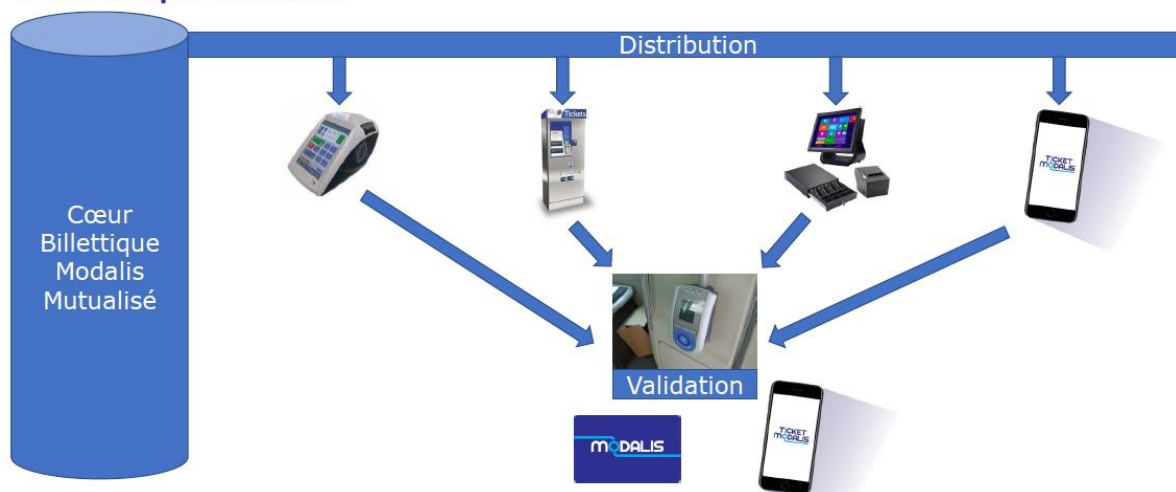 Distribution
Tickets
TiCKET
MODALIS
Cœur
Billettique
Modalis
Mutualisé
Validation
MODALIS
TiCKET
MODALIS